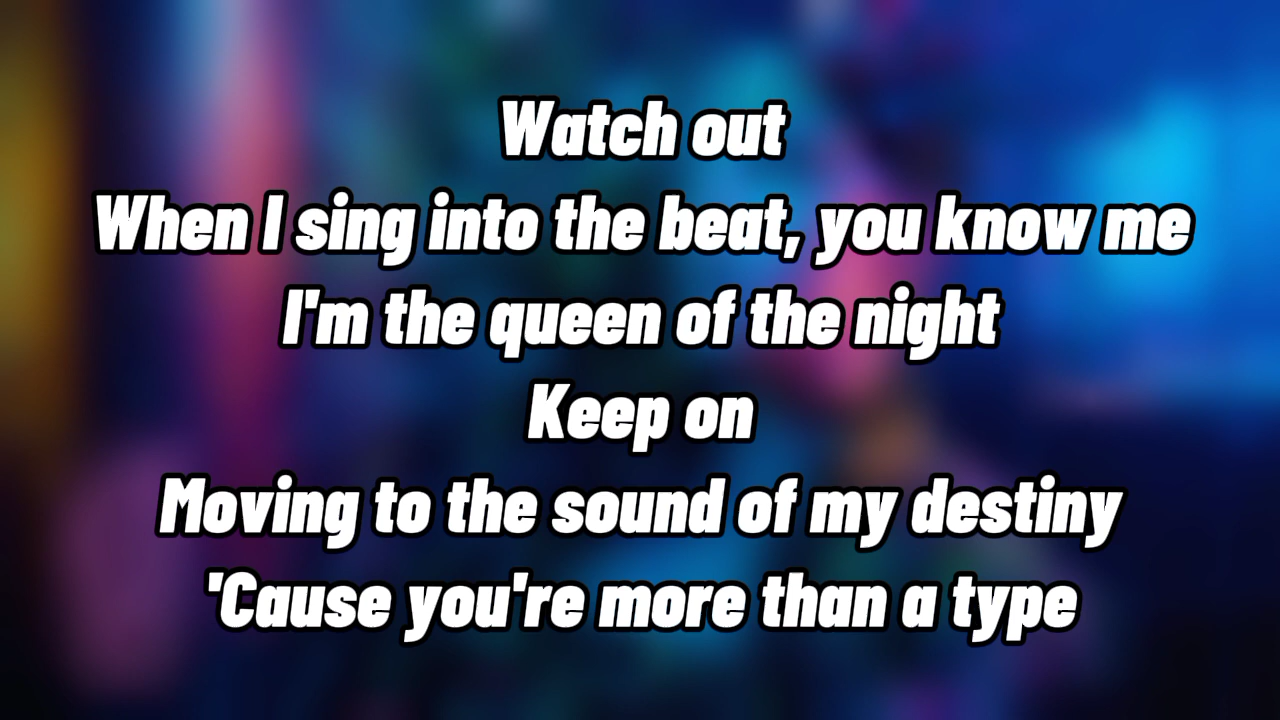 Watch out
When I sing into the beat, you know me
I'm the queen of the night
Keep on
Moving to the sound of my destiny
'Cause you're more than a type